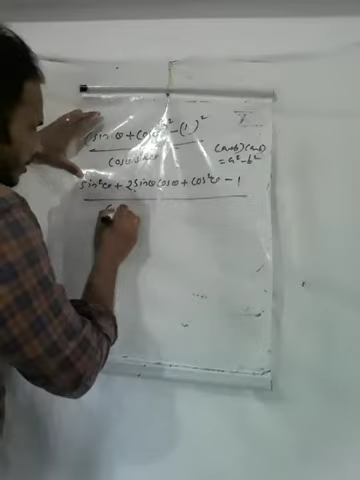 (sinθ + cosθ)² - (1)²
cosθ sinθ
(a+b)(a-b)
= a² - b²
sin²θ + 2sinθcosθ + cos²θ - 1